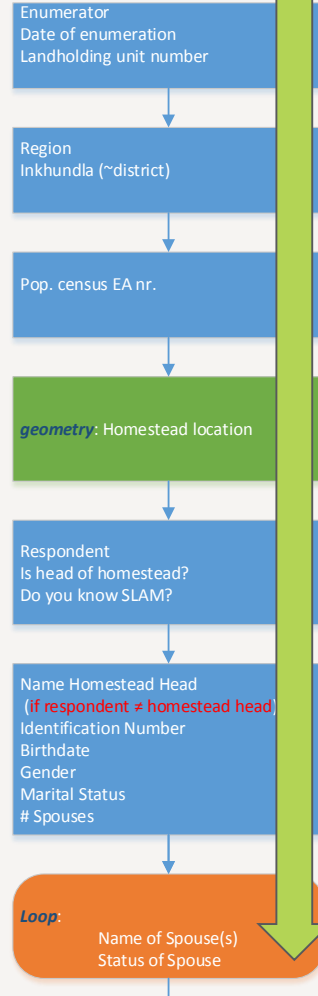 Enumerator
Date of enumeration
Landholding unit number
Region
Inkhundla (~district)
Pop. census EA nr.
geometry: Homestead location
Respondent
Is head of homestead?
Do you know SLAM?
Name Homestead Head
(if respondent ≠ homestead head)
Identification Number
Birthdate
Gender
Marital Status
# Spouses
Loop:
Name of Spouse(s)
Status of Spouse